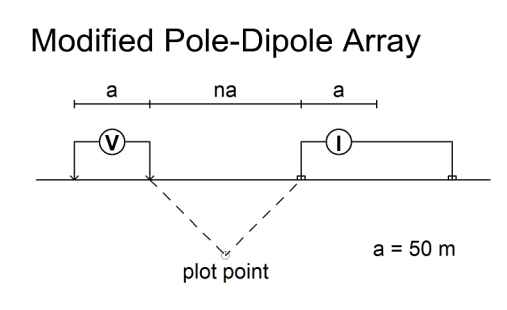 Modified Pole-Dipole Array
a na a
V I
a = 50 m
plot point